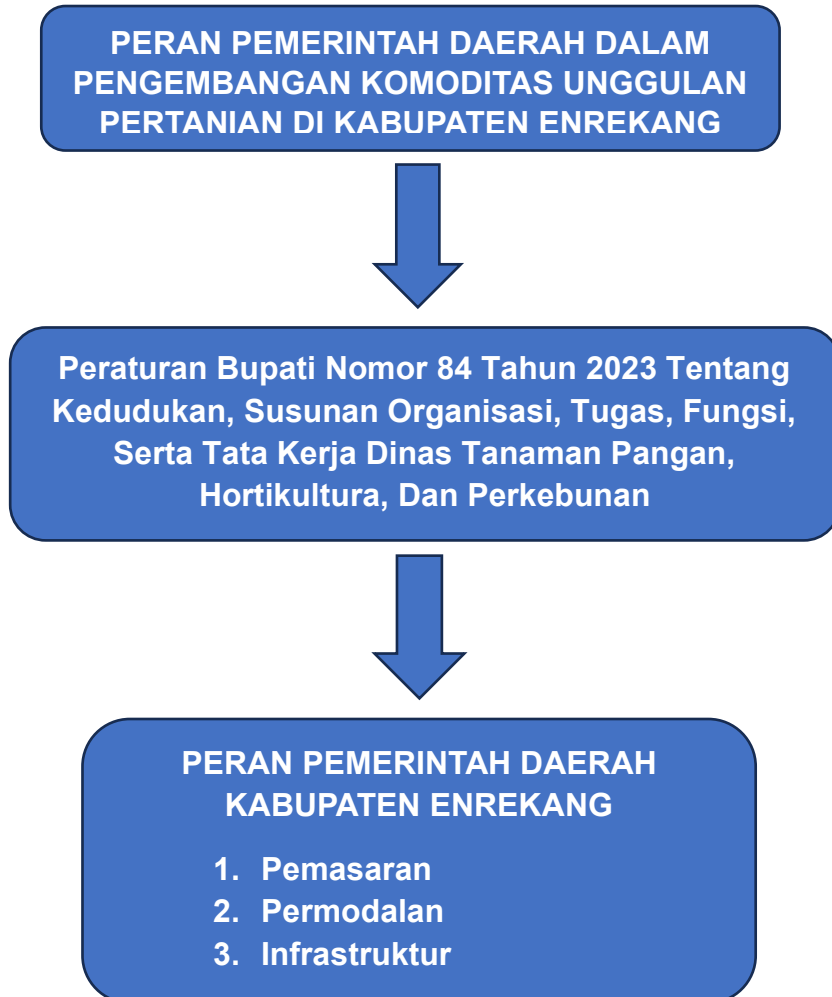 PERAN PEMERINTAH DAERAH DALAM
PENGEMBANGAN KOMODITAS UNGGULAN
PERTANIAN DI KABUPATEN ENREKANG
Peraturan Bupati Nomor 84 Tahun 2023 Tentang
Kedudukan, Susunan Organisasi, Tugas, Fungsi,
Serta Tata Kerja Dinas Tanaman Pangan,
Hortikultura, Dan Perkebunan
PERAN PEMERINTAH DAERAH
KABUPATEN ENREKANG
1. Pemasaran
2. Permodalan
3. Infrastruktur